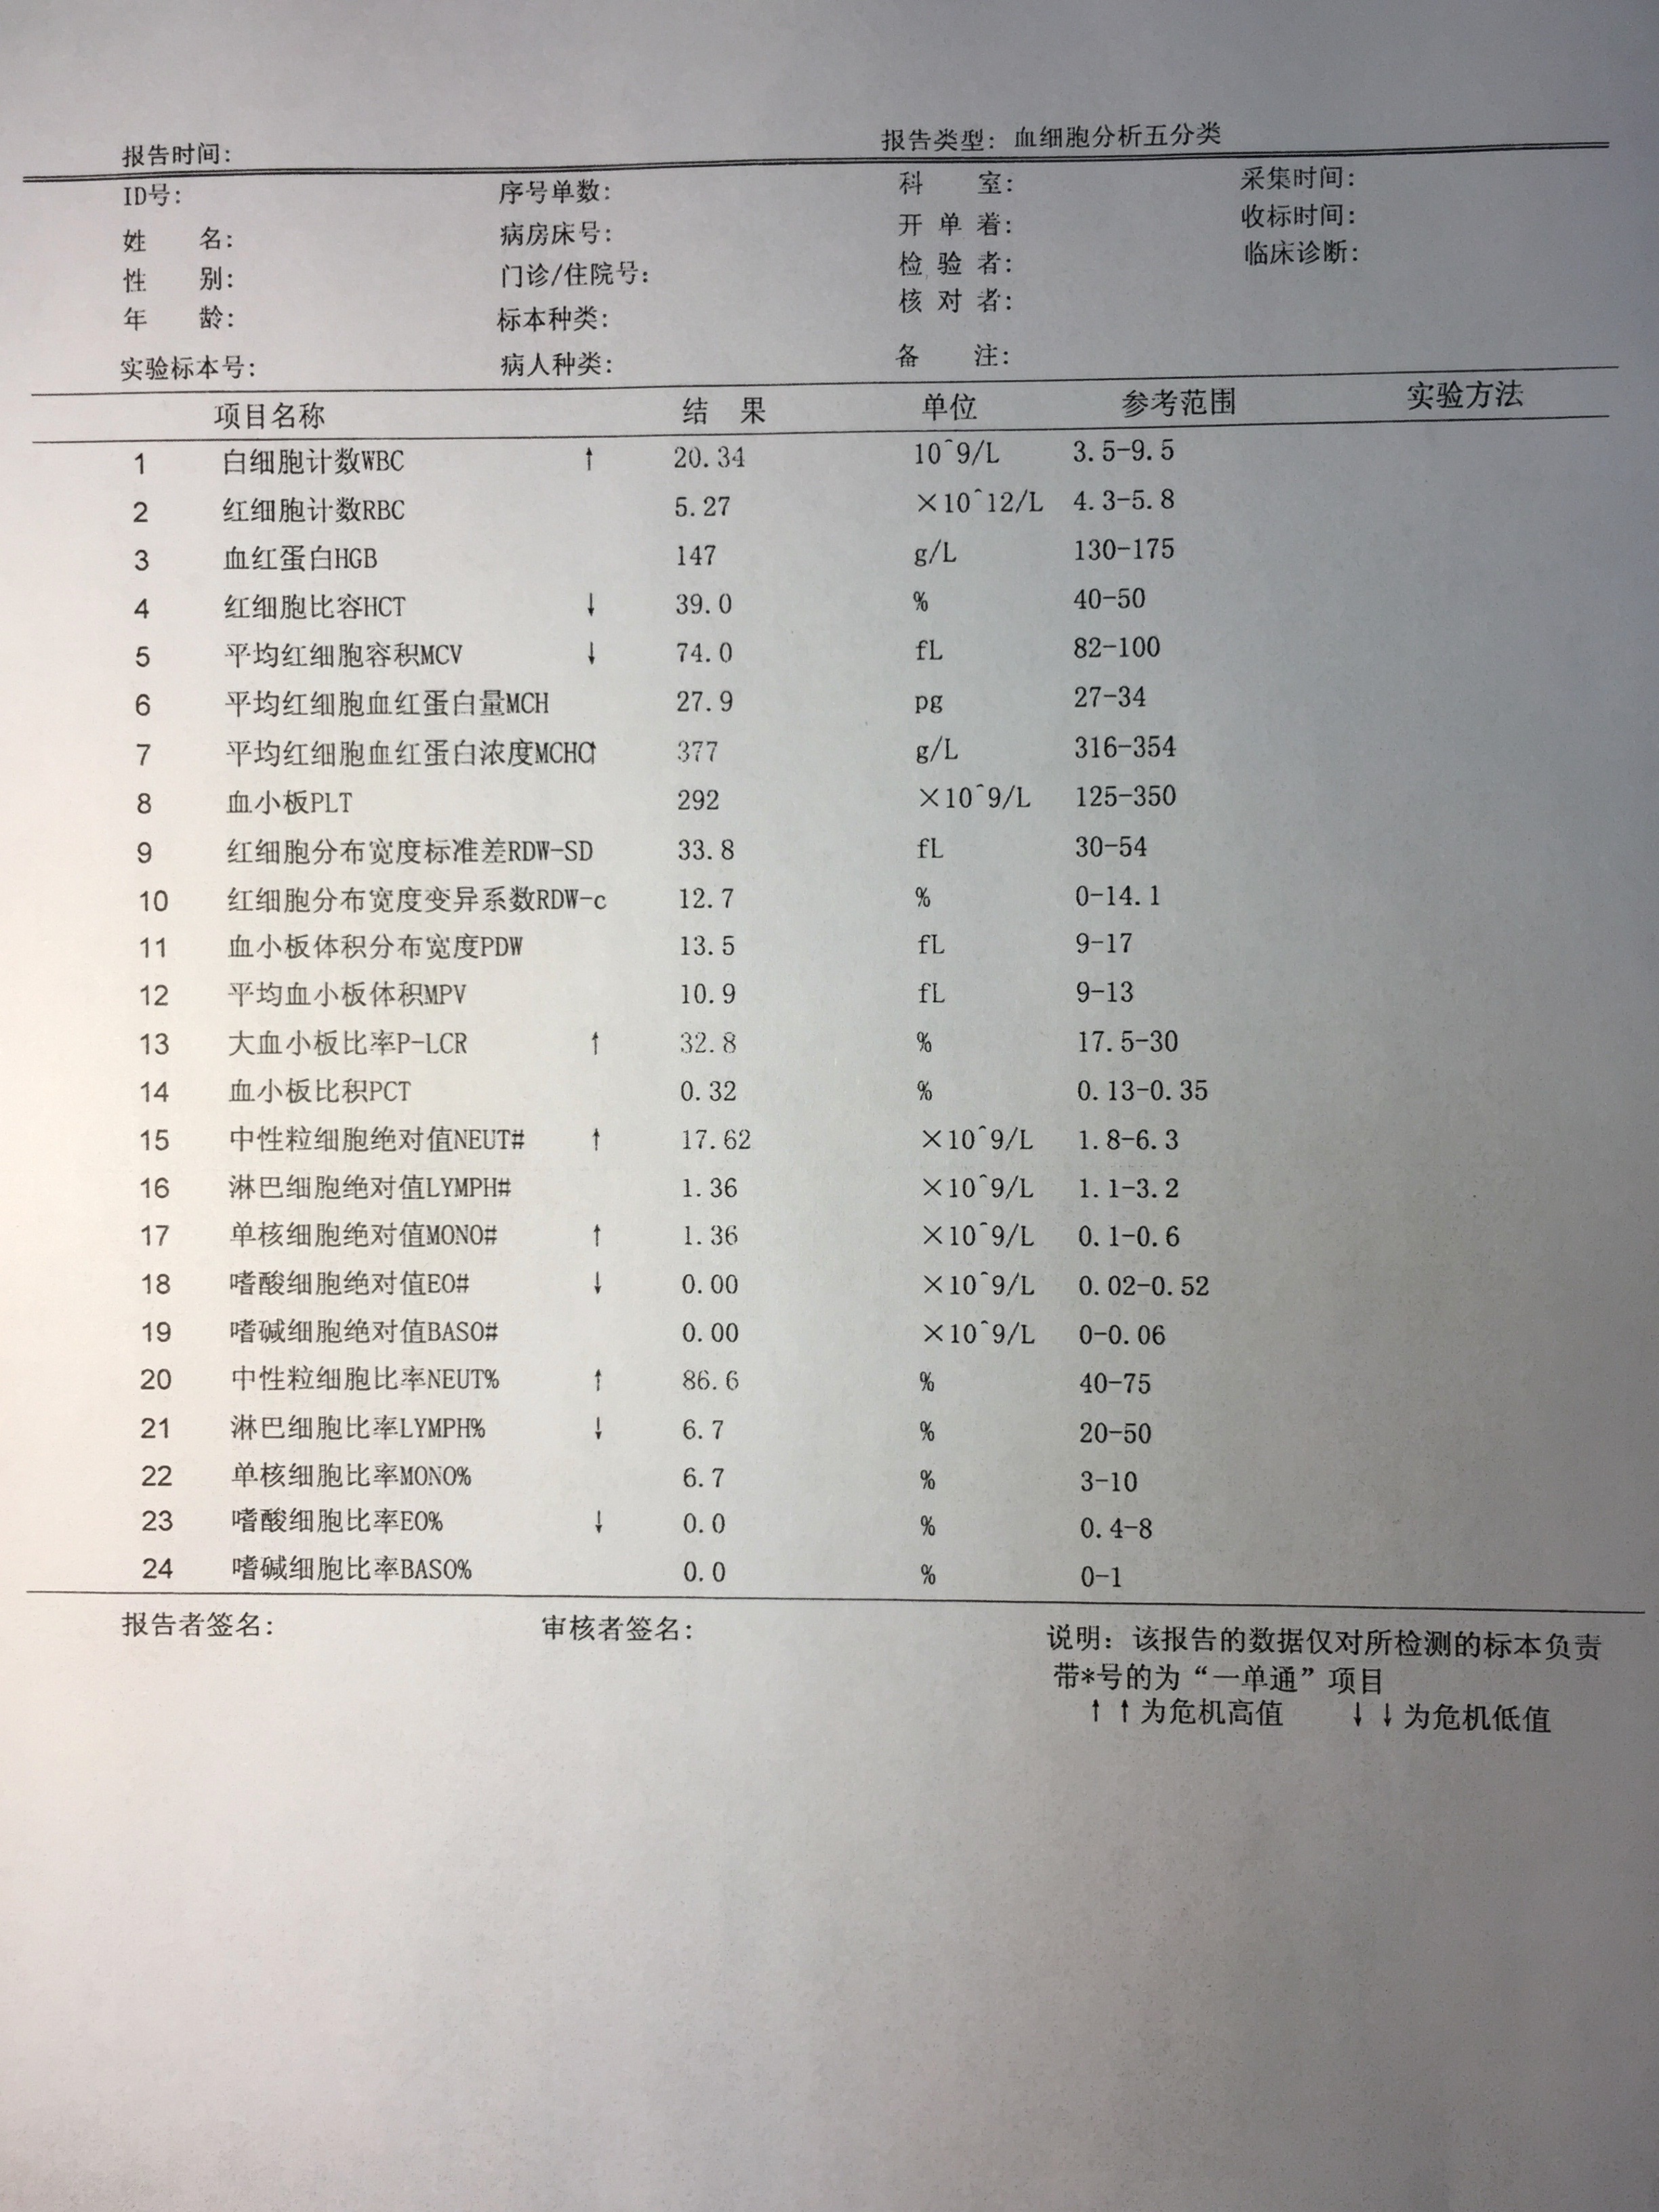 报告时间: 报告类型: 血细胞分析五分类
ID号: 序号单数: 科 室: 采集时间:
姓 名: 病房床号: 开 单 着: 收标时间:
性 别: 门诊/住院号: 检 验 者: 临床诊断:
年 龄: 标本种类: 核 对 者:
实验标本号: 病人种类: 备 注:
项目名称 结 果 单位 参考范围 实验方法
1 白细胞计数WBC ↑ 20.34 10^9/L 3.5-9.5
2 红细胞计数RBC 5.27 ×10^12/L 4.3-5.8
3 血红蛋白HGB 147 g/L 130-175
4 红细胞比容HCT ↓ 39.0 % 40-50
5 平均红细胞容积MCV ↓ 74.0 fL 82-100
6 平均红细胞血红蛋白量MCH 27.9 pg 27-34
7 平均红细胞血红蛋白浓度MCHC↑ 377 g/L 316-354
8 血小板PLT 292 ×10^9/L 125-350
9 红细胞分布宽度标准差RDW-SD 33.8 fL 30-54
10 红细胞分布宽度变异系数RDW-c 12.7 % 0-14.1
11 血小板体积分布宽度PDW 13.5 fL 9-17
12 平均血小板体积MPV 10.9 fL 9-13
13 大血小板比率P-LCR ↑ 32.8 % 17.5-30
14 血小板比积PCT 0.32 % 0.13-0.35
15 中性粒细胞绝对值NEUT# ↑ 17.62 ×10^9/L 1.8-6.3
16 淋巴细胞绝对值LYMPH# 1.36 ×10^9/L 1.1-3.2
17 单核细胞绝对值MONO# ↑ 1.36 ×10^9/L 0.1-0.6
18 嗜酸细胞绝对值EO# ↓ 0.00 ×10^9/L 0.02-0.52
19 嗜碱细胞绝对值BASO# 0.00 ×10^9/L 0-0.06
20 中性粒细胞比率NEUT% ↑ 86.6 % 40-75
21 淋巴细胞比率LYMPH% ↓ 6.7 % 20-50
22 单核细胞比率MONO% 6.7 % 3-10
23 嗜酸细胞比率EO% ↓ 0.0 % 0.4-8
24 嗜碱细胞比率BASO% 0.0 % 0-1
报告者签名: 审核者签名: 说明: 该报告的数据仅对所检测的标本负责
带*号的为“一单通”项目
↑↑为危机高值 ↓↓为危机低值